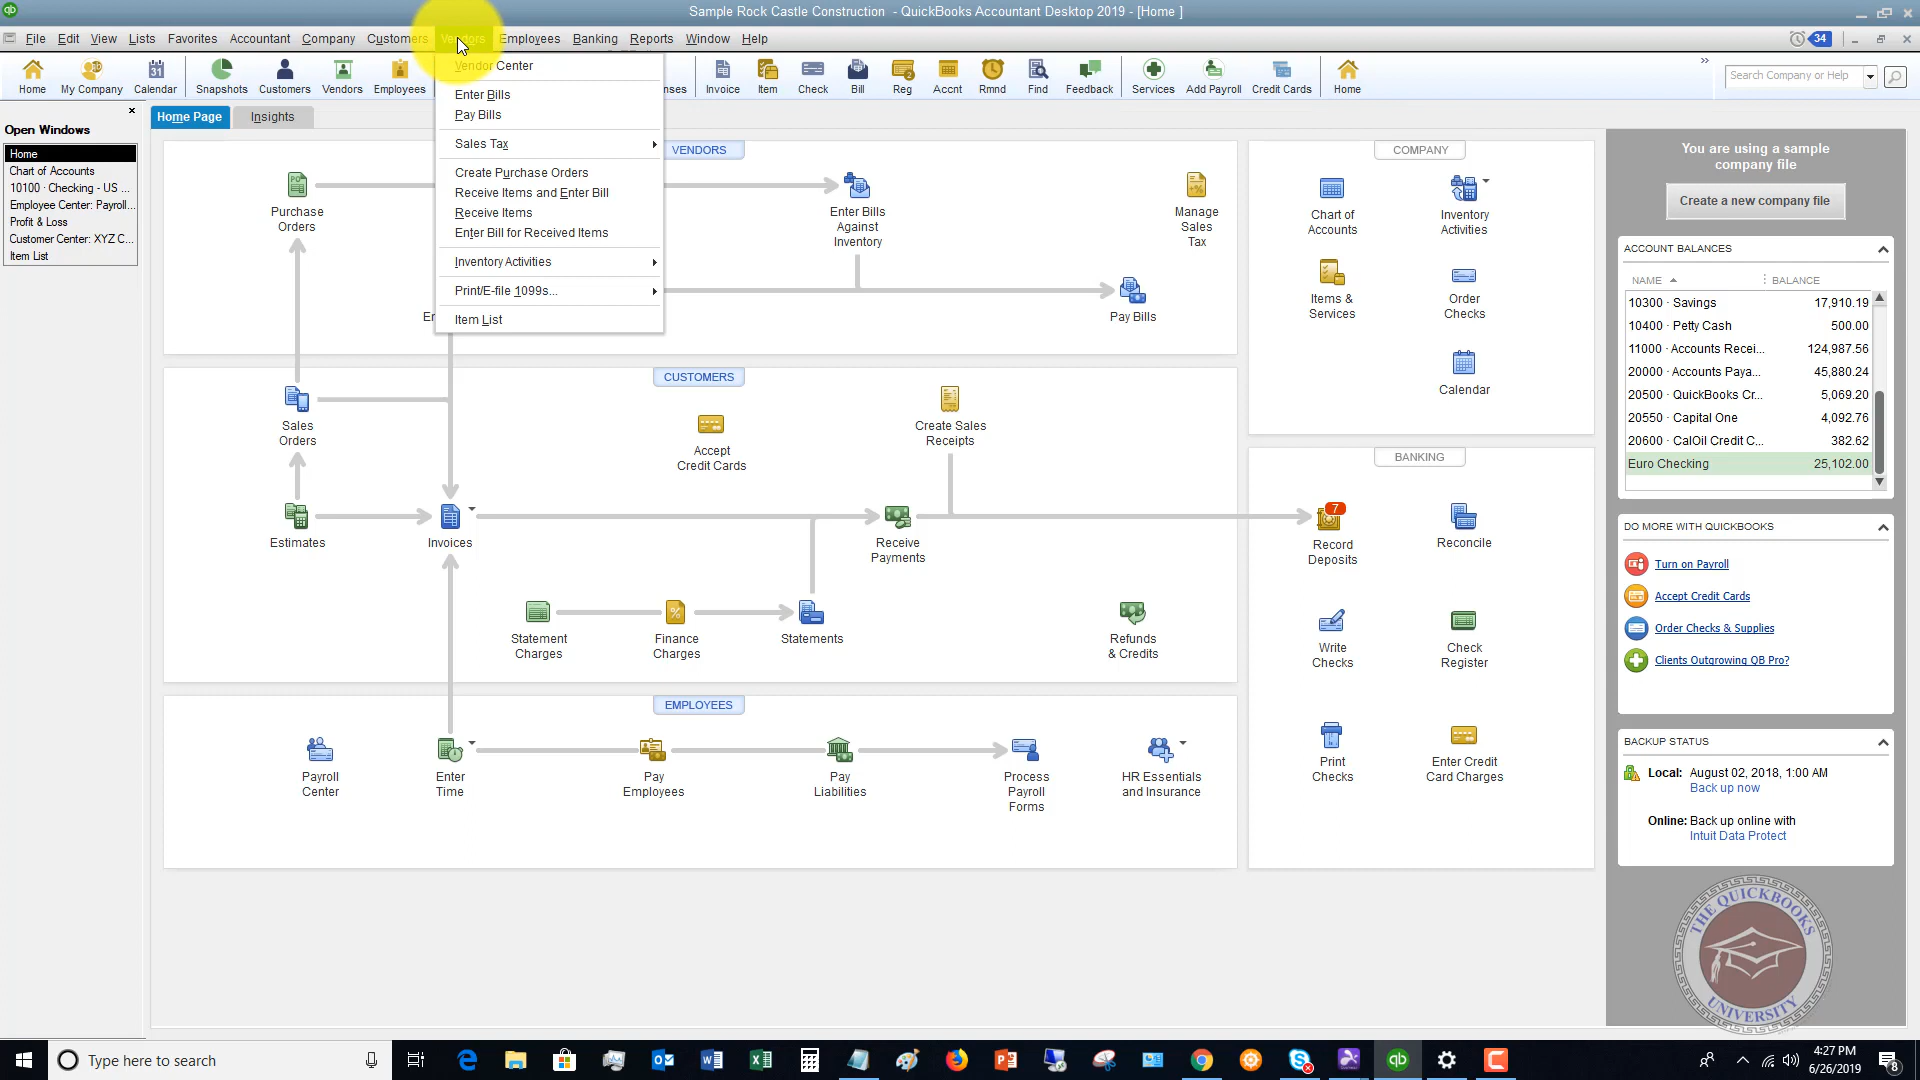 Sample Rock Castle Construction - QuickBooks Accountant Desktop 2019 - [Home ]
File Edit View Lists Favorites Accountant Company Customers Vendors Employees Banking Reports Window Help
34
Home My Company Calendar Snapshots Customers Vendors Employees
Invoice Item Check Bill Reg Accnt Rmnd Find Feedback Services Add Payroll Credit Cards Home
Search Company or Help
Vendor Center
Enter Bills
Pay Bills
Sales Tax
Create Purchase Orders
Receive Items and Enter Bill
Receive Items
Enter Bill for Received Items
Inventory Activities
Print/E-file 1099s...
Item List
Open Windows
Home
Chart of Accounts
10100 · Checking - US ...
Employee Center: Payroll...
Profit & Loss
Customer Center: XYZ C...
Item List
Home Page Insights
VENDORS
Purchase
Orders
Enter Bills
Against
Inventory
Manage
Sales
Tax
Pay Bills
CUSTOMERS
Sales
Orders
Accept
Credit Cards
Create Sales
Receipts
Estimates
Invoices
Receive
Payments
Statement
Charges
Finance
Charges
Statements
Refunds
& Credits
EMPLOYEES
Payroll
Center
Enter
Time
Pay
Employees
Pay
Liabilities
Process
Payroll
Forms
HR Essentials
and Insurance
COMPANY
Chart of
Accounts
Inventory
Activities
Items &
Services
Order
Checks
Calendar
BANKING
7
Record
Deposits
Reconcile
Write
Checks
Check
Register
Print
Checks
Enter Credit
Card Charges
You are using a sample
company file
Create a new company file
ACCOUNT BALANCES
NAME BALANCE
10300 · Savings 17,910.19
10400 · Petty Cash 500.00
11000 · Accounts Recei... 124,987.56
20000 · Accounts Paya... 45,880.24
20500 · QuickBooks Cr... 5,069.20
20550 · Capital One 4,092.76
20600 · CalOil Credit C... 382.62
Euro Checking 25,102.00
DO MORE WITH QUICKBOOKS
Turn on Payroll
Accept Credit Cards
Order Checks & Supplies
Clients Outgrowing QB Pro?
BACKUP STATUS
Local: August 02, 2018, 1:00 AM
Back up now
Online: Back up online with
Intuit Data Protect
THE QUICKBOOKS
UNIVERSITY
Type here to search
4:27 PM
6/26/2019
8